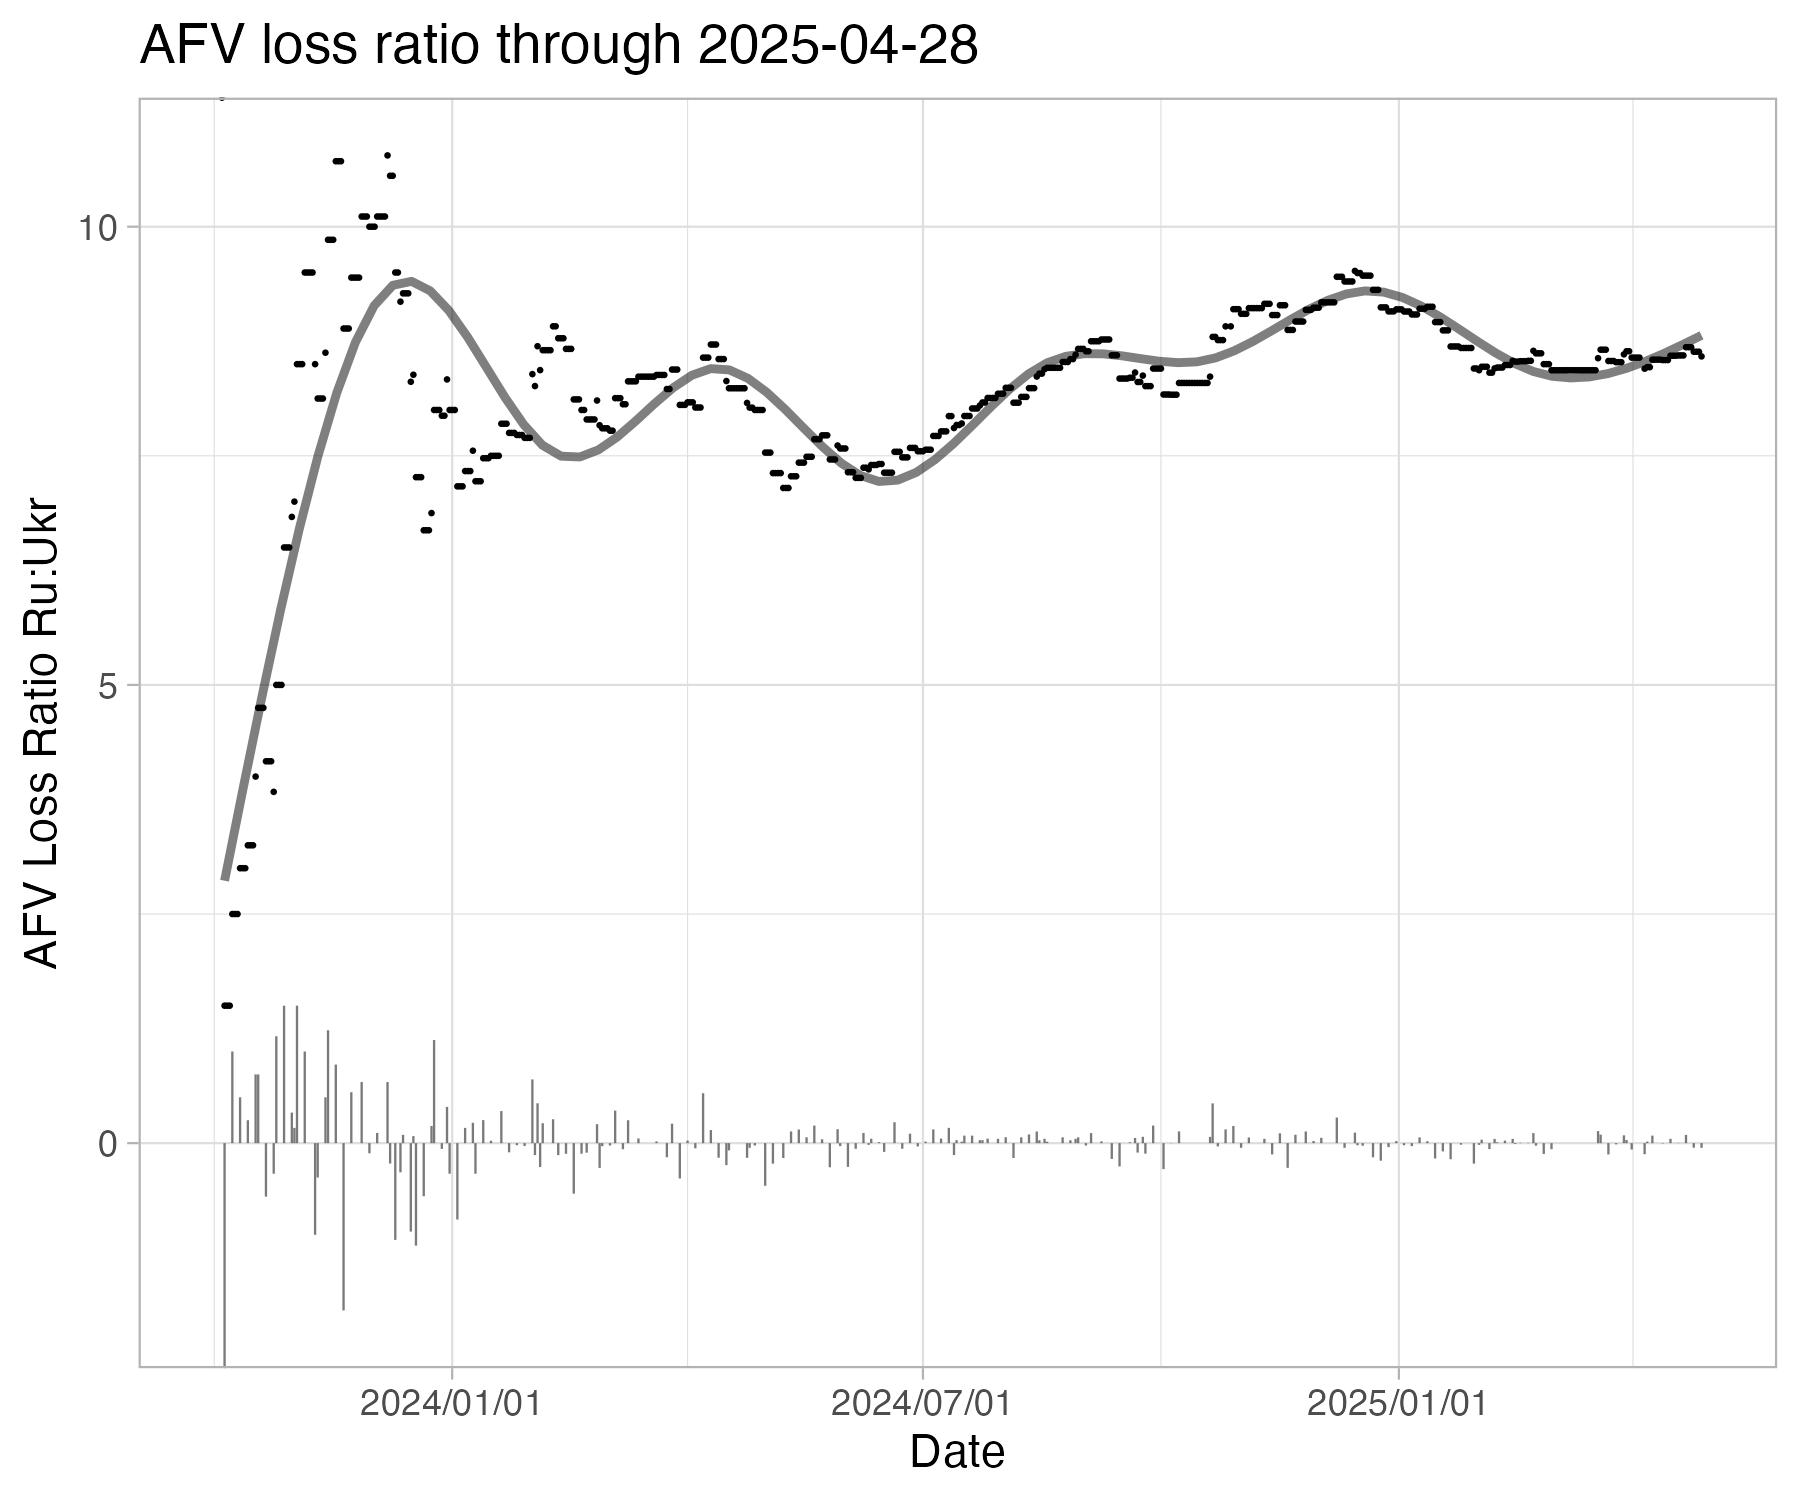 AFV loss ratio through 2025-04-28
AFV Loss Ratio Ru:Ukr
10
5
0
2024/01/01
2024/07/01
2025/01/01
Date